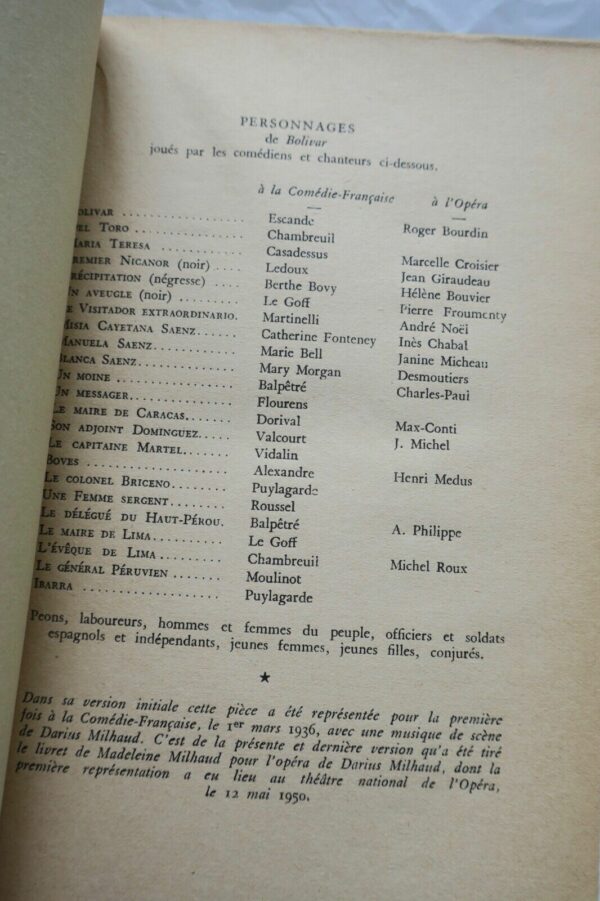 PERSONNAGES
de Bolivar
joués par les comédiens et chanteurs ci-dessous.
à la Comédie-Française à l'Opéra
OLIVAR .............. Escande Roger Bourdin
EL TORO ............. Chambreuil
MARIA TERESA ............ Casadessus Marcelle Croisier
PREMIER NICANOR (noir) .... Ledoux Jean Giraudeau
PRÉCIPITATION (négresse) .... Berthe Bovy Hélène Bouvier
UN AVEUGLE (noir) ......... Le Goff Pierre Froumenty
LE VISITADOR EXTRAORDINARIO. Martinelli André Noël
MISIA CAYETANA SAENZ...... Catherine Fonteney Inès Chabal
MANUELA SAENZ............ Marie Bell Janine Micheau
BLANCA SAENZ............. Mary Morgan Desmoutiers
UN MOINE ................ Balpêtré Charles-Paul
UN MESSAGER.............. Flourens
LE MAIRE DE CARACAS....... Dorival Max-Conti
SON ADJOINT DOMINGUEZ..... Valcourt J. Michel
LE CAPITAINE MARTEL....... Vidalin
BOVES .................. Alexandre Henri Medus
LE COLONEL BRICENO........ Puylagarde
UNE FEMME SERGENT........ Roussel
LE DÉLÉGUÉ DU HAUT-PÉROU. Balpêtré A. Philippe
LE MAIRE DE LIMA.......... Le Goff
L'ÉVÊQUE DE LIMA.......... Chambreuil Michel Roux
LE GÉNÉRAL PÉRUVIEN ....... Moulinot
IBARRA .................. Puylagarde
Peons, laboureurs, hommes et femmes du peuple, officiers et soldats
espagnols et indépendants, jeunes femmes, jeunes filles, conjurés.
★
Dans sa version initiale cette pièce a été représentée pour la première
fois à la Comédie-Française, le 1er mars 1936, avec une musique de scène
de Darius Milhaud. C'est de la présente et dernière version qu'a été tiré
le livret de Madeleine Milhaud pour l'opéra de Darius Milhaud, dont la
première représentation a eu lieu au théâtre national de l'Opéra,
le 12 mai 1950.